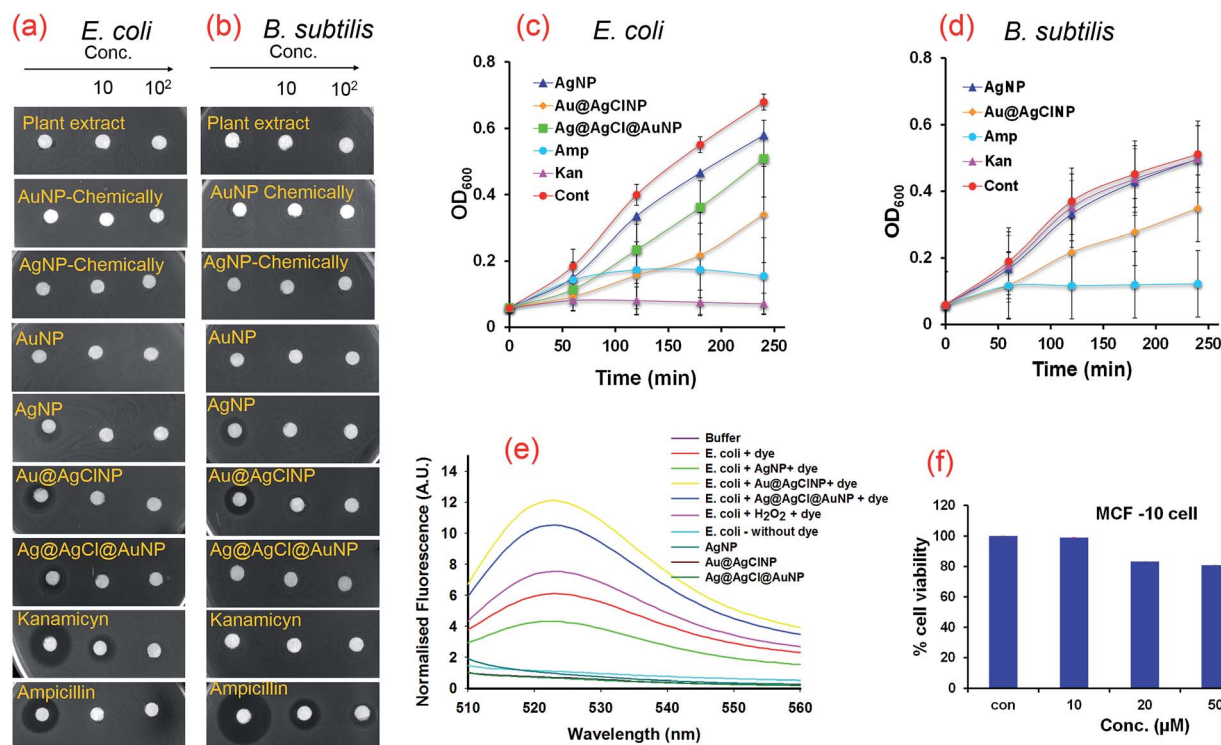 (a) E. coli
Conc.
10 10²
Plant extract
AuNP-Chemically
AgNP-Chemically
AuNP
AgNP
Au@AgClNP
Ag@AgCl@AuNP
Kanamicyn
Ampicillin
(b) B. subtilis
Conc.
10 10²
Plant extract
AuNP Chemically
AgNP-Chemically
AuNP
AgNP
Au@AgClNP
Ag@AgCl@AuNP
Kanamicyn
Ampicillin
(c) E. coli
0.8
0.6
0.4
0.2
0
OD₆₀₀
AgNP
Au@AgClNP
Ag@AgCl@AuNP
Amp
Kan
Cont
0 50 100 150 200 250
Time (min)
(d) B. subtilis
0.8
0.6
0.4
0.2
0
OD₆₀₀
AgNP
Au@AgClNP
Amp
Kan
Cont
0 50 100 150 200 250
Time (min)
(e)
Buffer
E. coli + dye
E. coli + AgNP+ dye
E. coli + Au@AgClNP+ dye
E. coli + Ag@AgCl@AuNP + dye
E. coli + H₂O₂ + dye
E. coli - without dye
AgNP
Au@AgClNP
Ag@AgCl@AuNP
Normalised Fluorescence (A.U.)
14
12
10
8
6
4
2
0
510 520 530 540 550 560
Wavelength (nm)
(f)
MCF -10 cell
% cell viability
120
100
80
60
40
20
0
con 10 20 50
Conc. (µM)